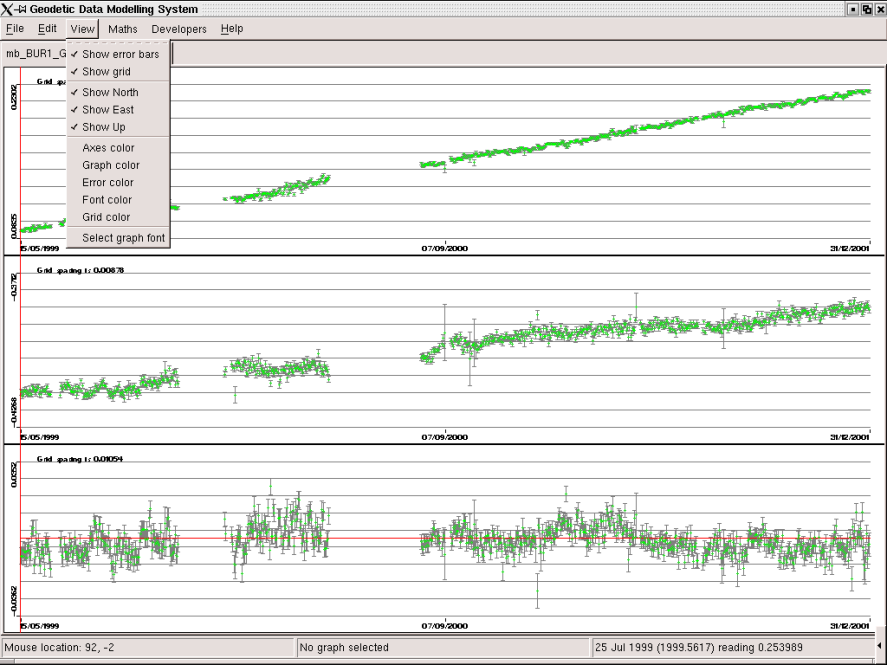 Geodetic Data Modelling System
File Edit View Maths Developers Help
mb_BUR1_G
Show error bars
Show grid
Show North
Show East
Show Up
Axes color
Graph color
Error color
Font color
Grid color
Select graph font
Grid spa
0.2302
0.0835
15/05/1999 07/09/2000 31/12/2001
Grid spacing is 0.00878
-0.3712
-0.4268
15/05/1999 07/09/2000 31/12/2001
Grid spacing is 0.01054
0.0352
-0.0362
15/05/1999 07/09/2000 31/12/2001
Mouse location: 92, -2 No graph selected 25 Jul 1999 (1999.5617) reading 0.253989